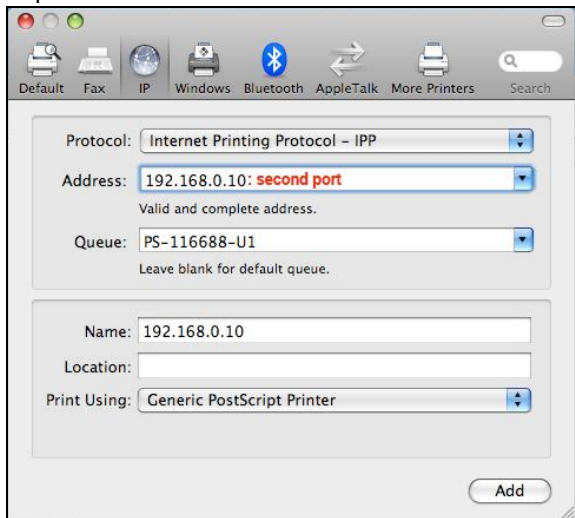 Default Fax IP Windows Bluetooth AppleTalk More Printers Search
Protocol: Internet Printing Protocol – IPP
Address: 192.168.0.10: second port
Valid and complete address.
Queue: PS-116688-U1
Leave blank for default queue.
Name: 192.168.0.10
Location:
Print Using: Generic PostScript Printer
Add